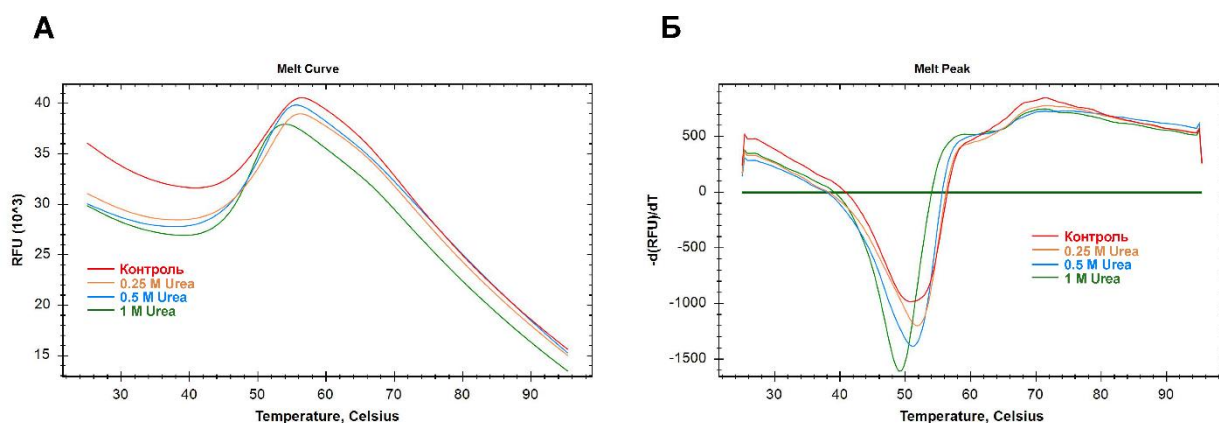 А
Melt Curve
40
35
30
25
20
15
RFU (10^3)
Контроль
0.25 M Urea
0.5 M Urea
1 M Urea
30 40 50 60 70 80 90
Temperature, Celsius
Б
Melt Peak
500
0
-500
-1000
-1500
-d(RFU)/dT
Контроль
0.25 M Urea
0.5 M Urea
1 M Urea
30 40 50 60 70 80 90
Temperature, Celsius